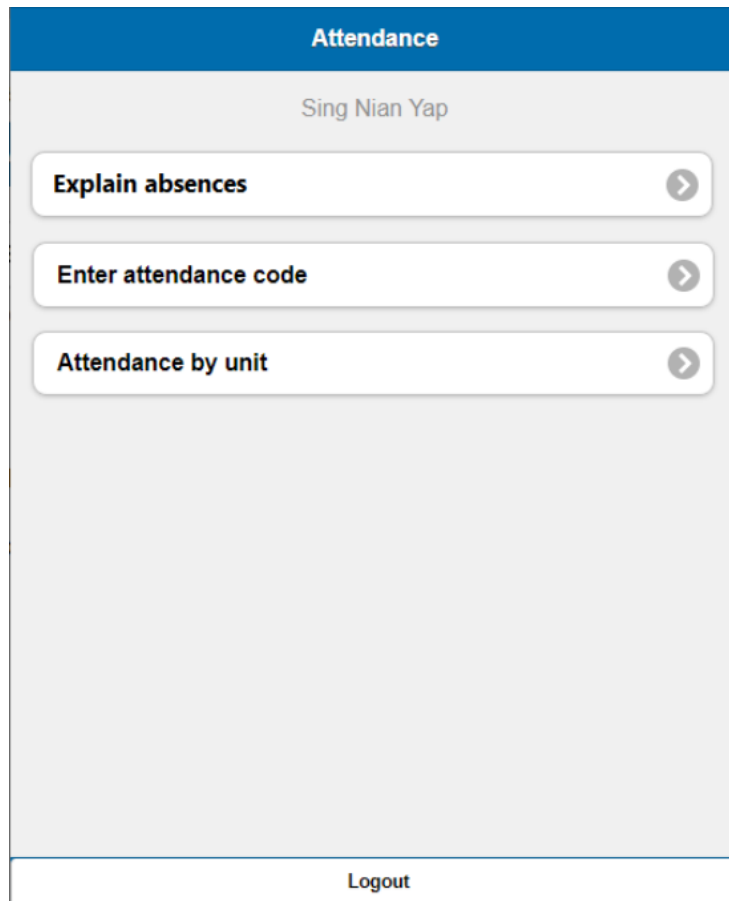 Attendance
Sing Nian Yap
Explain absences
Enter attendance code
Attendance by unit
Logout